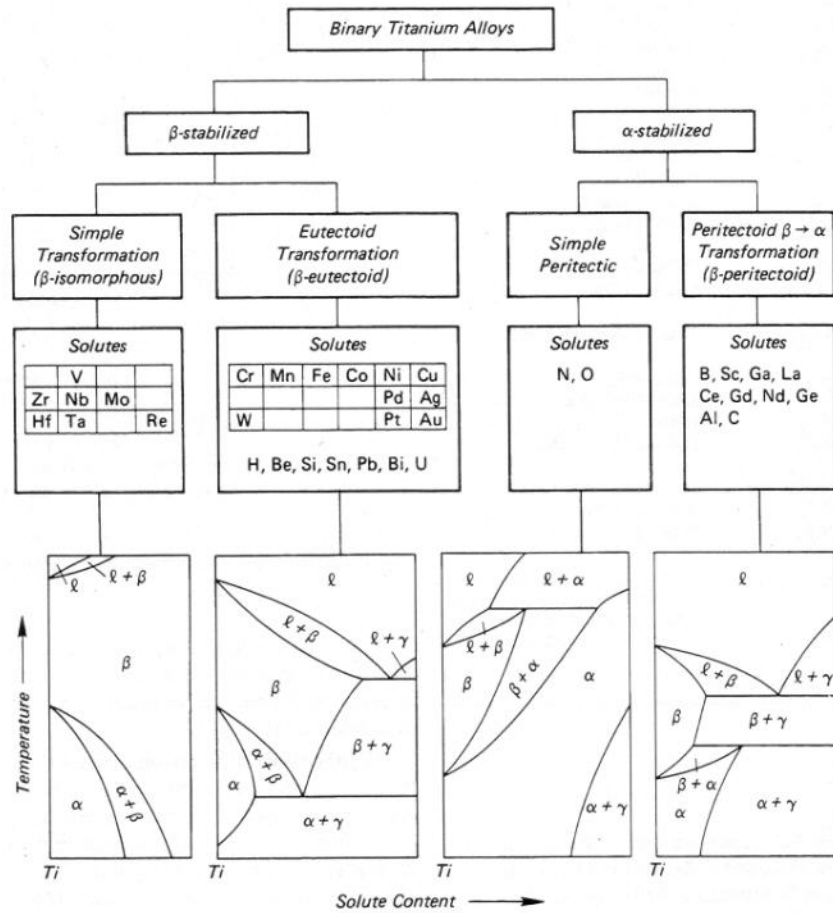 Binary Titanium Alloys
β-stabilized
α-stabilized
Simple
Transformation
(β-isomorphous)
Eutectoid
Transformation
(β-eutectoid)
Simple
Peritectic
Peritectoid β → α
Transformation
(β-peritectoid)
Solutes
V
Zr Nb Mo
Hf Ta Re
Solutes
Cr Mn Fe Co Ni Cu
Pd Ag
W Pt Au
H, Be, Si, Sn, Pb, Bi, U
Solutes
N, O
Solutes
B, Sc, Ga, La
Ce, Gd, Nd, Ge
Al, C
Temperature
ℓ
ℓ + β
β
α
α + β
Ti
ℓ
ℓ + β
ℓ + γ
β
α + β
β + γ
α
α + γ
Ti
ℓ
ℓ + α
ℓ + β
β
β + α
α
α + γ
Ti
ℓ
ℓ + β
ℓ + γ
β
β + γ
β + α
α
α + γ
Ti
Solute Content